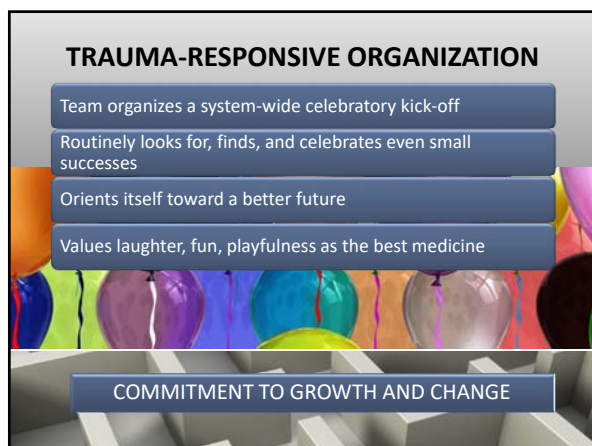 TRAUMA-RESPONSIVE ORGANIZATION
Team organizes a system-wide celebratory kick-off
Routinely looks for, finds, and celebrates even small
successes
Orients itself toward a better future
Values laughter, fun, playfulness as the best medicine
COMMITMENT TO GROWTH AND CHANGE